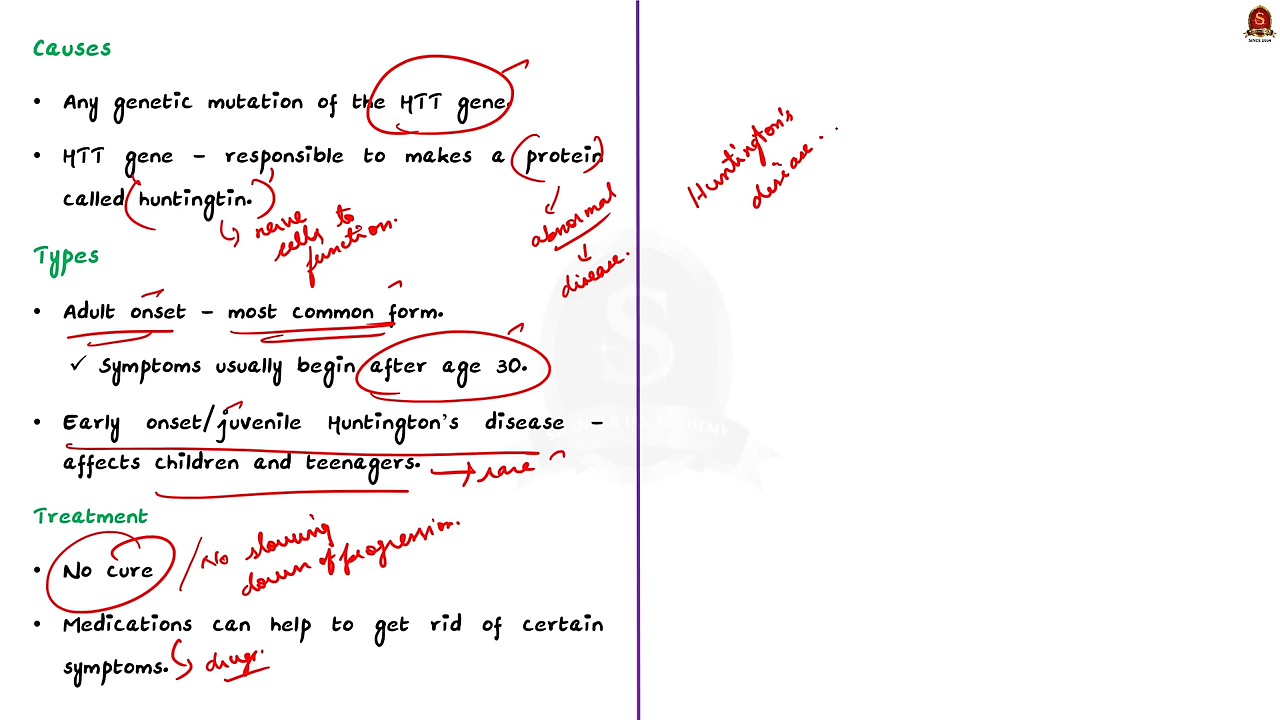 Causes
• Any genetic mutation of the HTT gene.
• HTT gene – responsible to makes a protein
called huntingtin.
↳ nerve
cells to
function.
↓
abnormal
↓
disease.
Types
• Adult onset – most common form.
✓ Symptoms usually begin after age 30.
• Early onset/juvenile Huntington's disease –
affects children and teenagers. → rare
Treatment
• No cure / No slowing
down of progression.
• Medications can help to get rid of certain
symptoms. ↳ drugs.
Huntington's
disease..
S
SINCE 2004